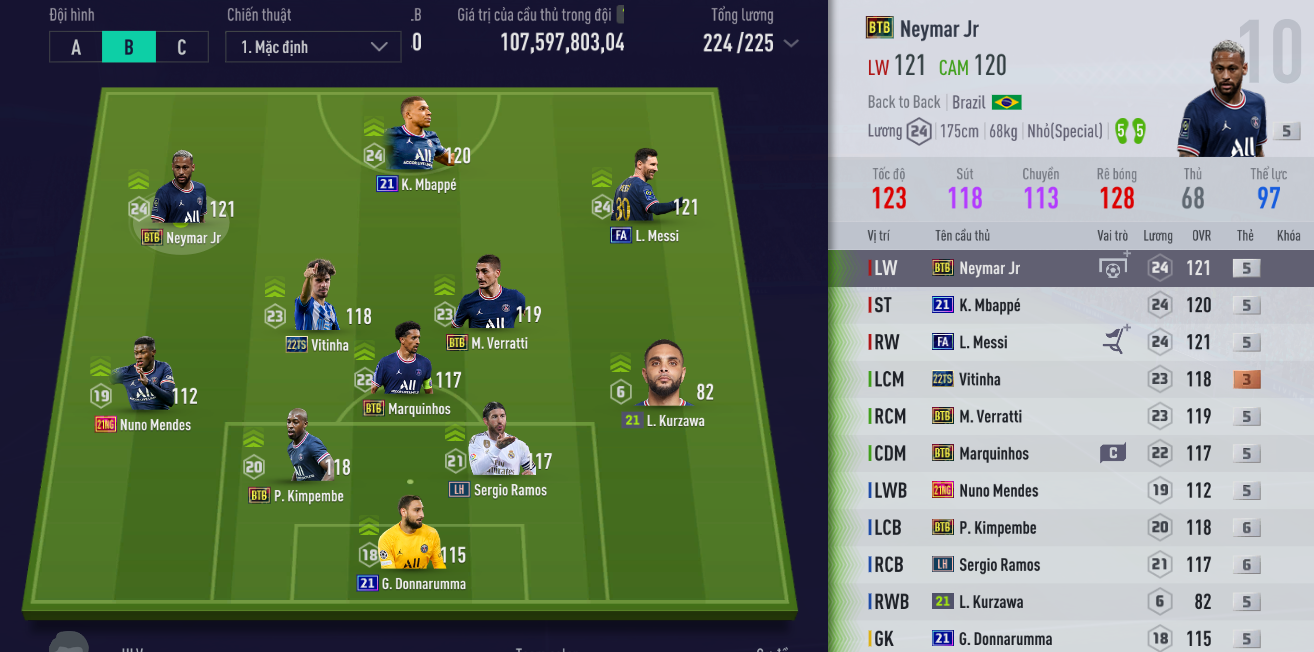 Đội hình
Chiến thuật
.B
Giá trị của cầu thủ trong đội
Tổng lương
A B C
1. Mặc định
107,597,803,04
224 /225
24 120
21 K. Mbappé
24 121
BTB Neymar Jr
24 121
FA L. Messi
23 118
22TS Vitinha
23 119
BTB M. Verratti
22 117
BTB Marquinhos
19 112
21NG Nuno Mendes
6 82
21 L. Kurzawa
20 118
BTB P. Kimpembe
21 117
LH Sergio Ramos
18 115
21 G. Donnarumma
BTB Neymar Jr
10
LW 121 CAM 120
Back to Back Brazil
Lương 24 175cm 68kg Nhỏ(Special) 5 5
5
Tốc độ Sút Chuyền Rê bóng Thủ Thể lực
123 118 113 128 68 97
Vị trí Tên cầu thủ Vai trò Lương OVR Thẻ Khóa
LW BTB Neymar Jr 24 121 5
ST 21 K. Mbappé 24 120 5
RW FA L. Messi 24 121 5
LCM 22TS Vitinha 23 118 3
RCM BTB M. Verratti 23 119 5
CDM BTB Marquinhos C 22 117 5
LWB 21NG Nuno Mendes 19 112 5
LCB BTB P. Kimpembe 20 118 6
RCB LH Sergio Ramos 21 117 6
RWB 21 L. Kurzawa 6 82 5
GK 21 G. Donnarumma 18 115 5